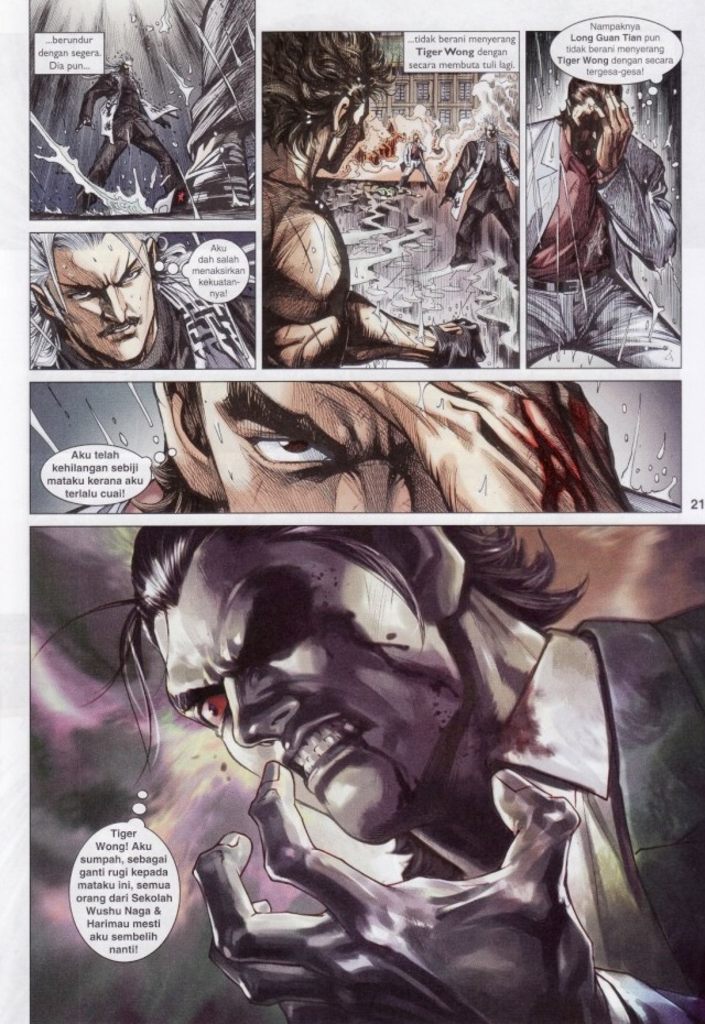 ...berundur
dengan segera.
Dia pun...
...tidak berani menyerang
Tiger Wong dengan
secara membuta tuli lagi.
Nampaknya
Long Guan Tian pun
tidak berani menyerang
Tiger Wong dengan secara
tergesa-gesa!
Aku
dah salah
menaksirkan
kekuatan-
nya!
Aku telah
kehilangan sebiji
mataku kerana aku
terlalu cuai!
21
Tiger
Wong! Aku
sumpah, sebagai
ganti rugi kepada
mataku ini, semua
orang dari Sekolah
Wushu Naga &
Harimau mesti
aku sembelih
nanti!